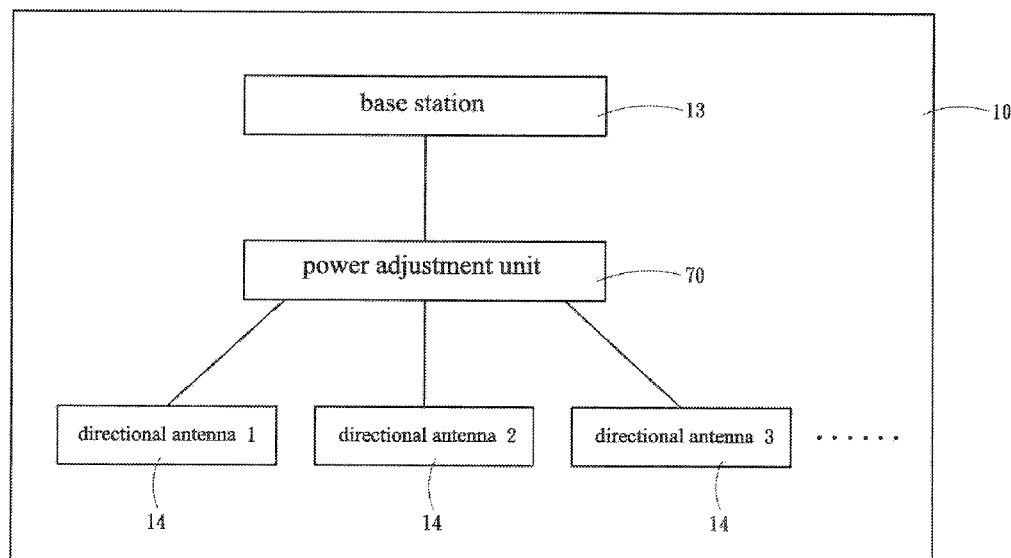 base station
13
10
power adjustment unit
70
directional antenna 1
directional antenna 2
directional antenna 3
......
14
14
14